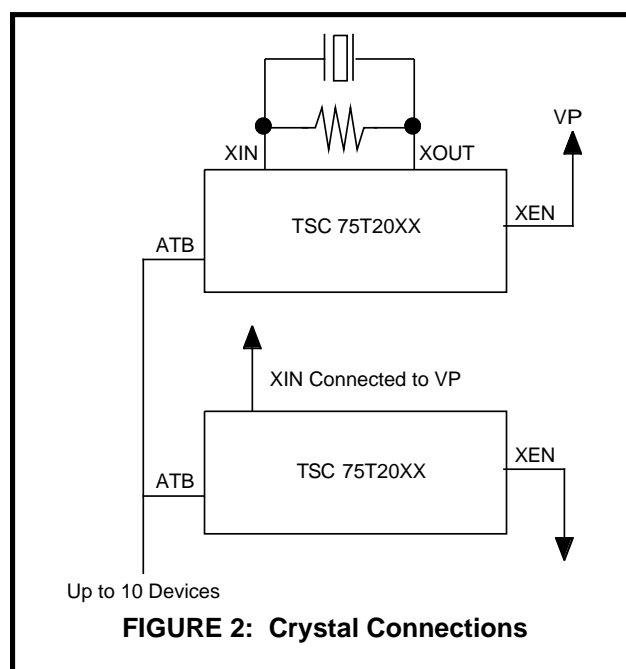 VP
XIN
XOUT
TSC 75T20XX
XEN
ATB
XIN Connected to VP
TSC 75T20XX
XEN
ATB
Up to 10 Devices
FIGURE 2: Crystal Connections